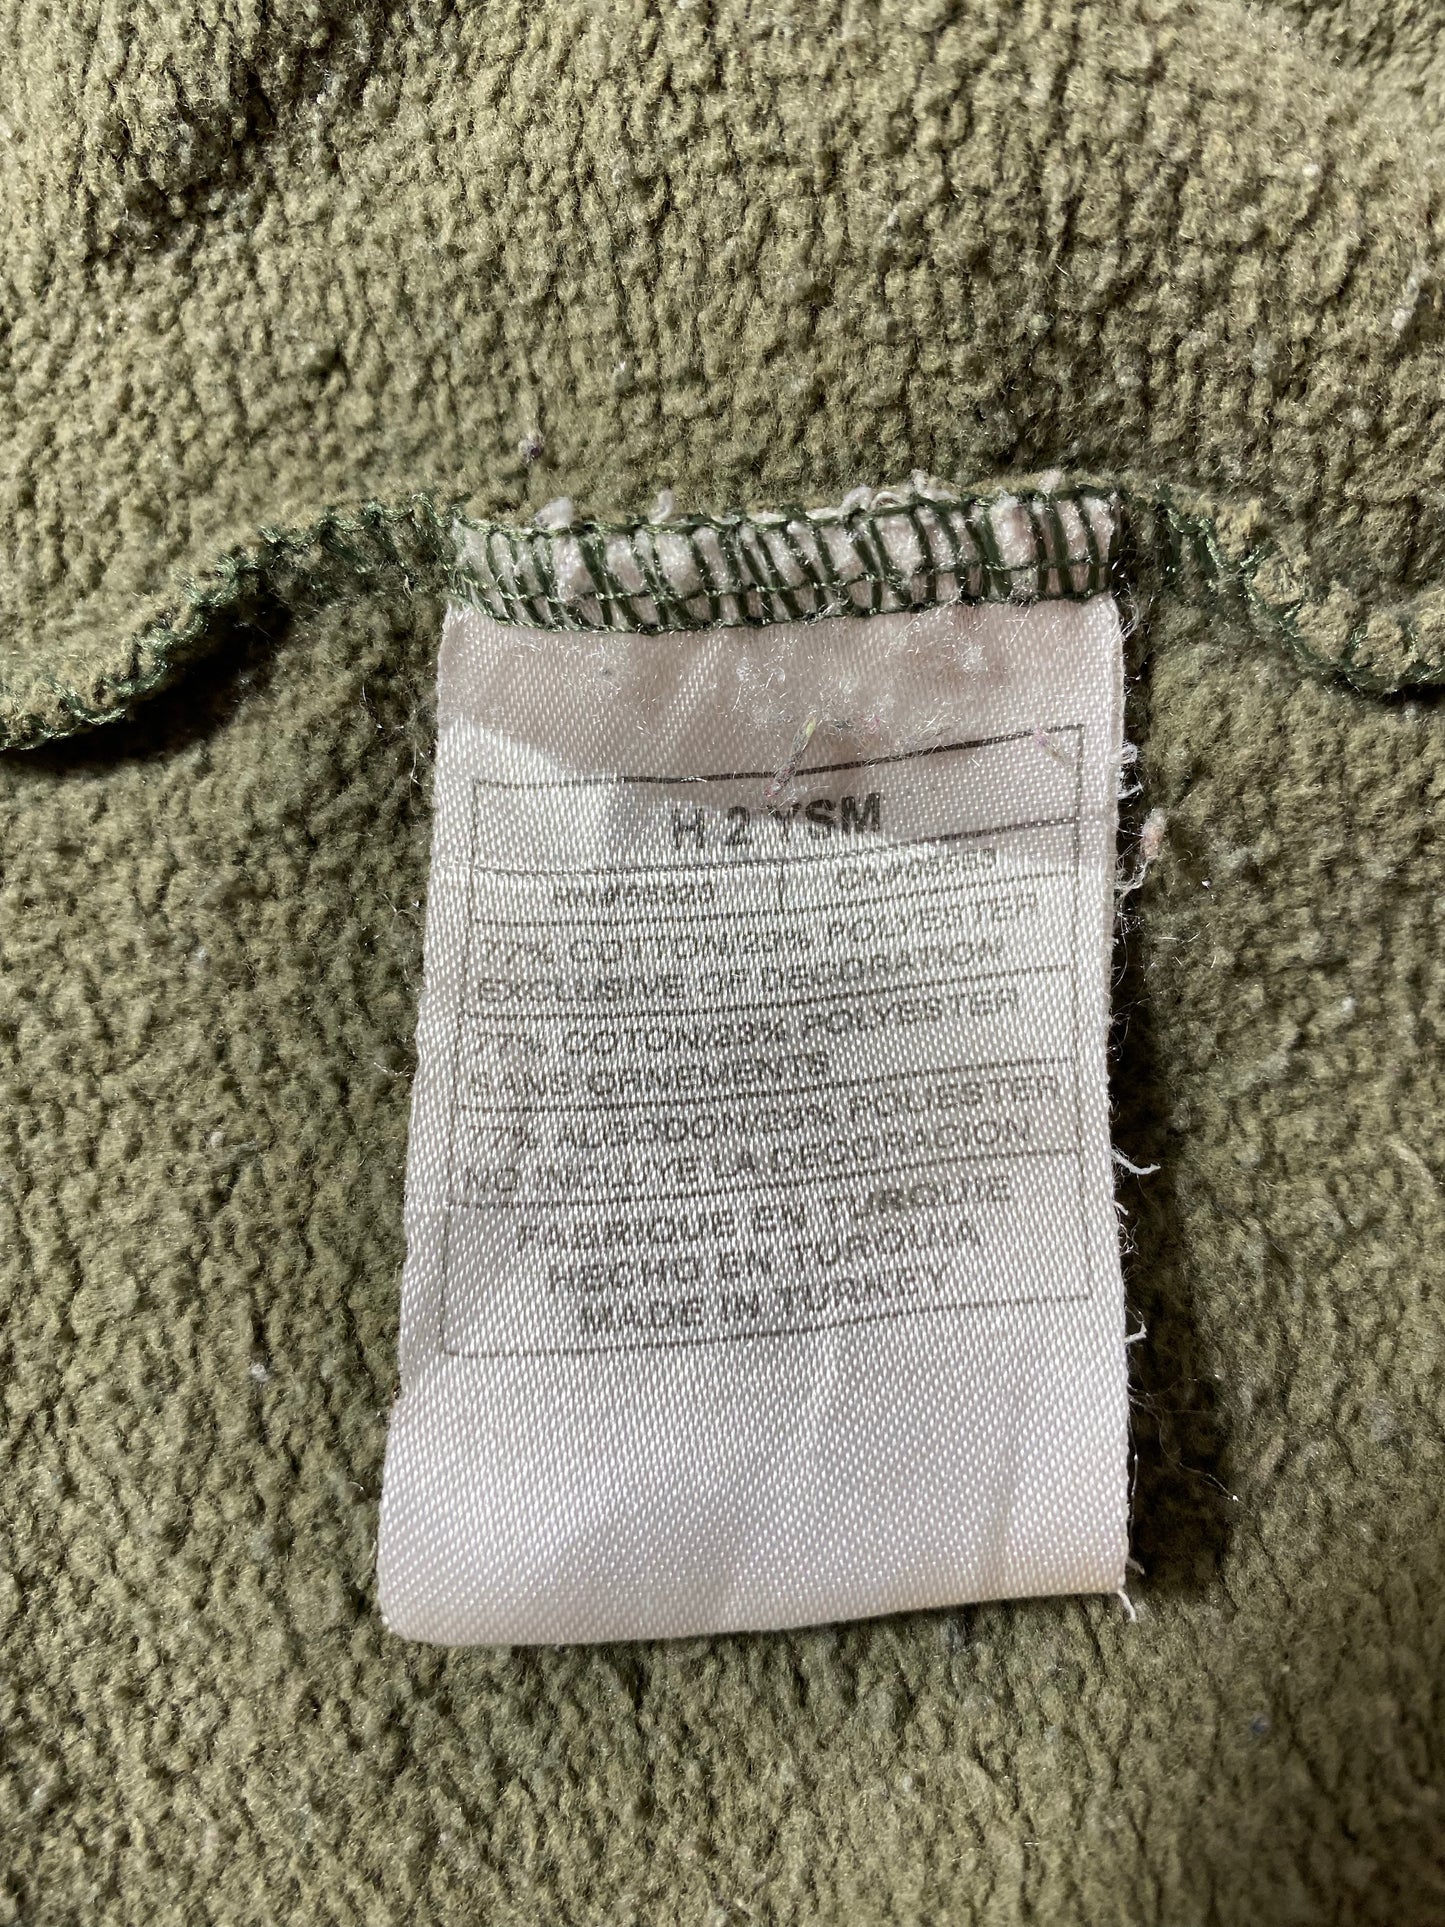 H 2 YSM
77% COTTON/23% POLYESTER
EXCLUSIVE OF DECORATION
77% COTON/23% POLYESTER
SANS ORNEMENTS
77% ALGODON/23% POLIESTER
NO INCLUYE LA DECORACION
FABRIQUE EN TURQUIE
HECHO EN TURQUIA
MADE IN TURKEY